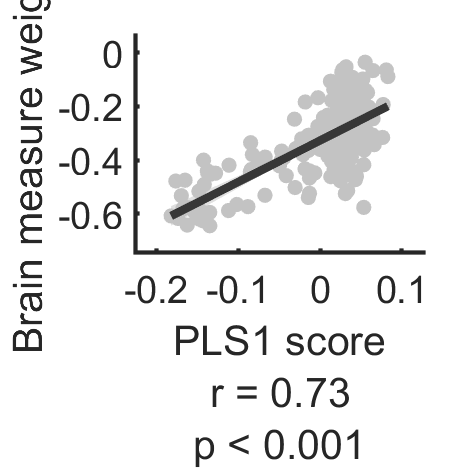 Brain measure
0
-0.2
-0.4
-0.6
-0.2 -0.1 0 0.1
PLS1 score
r = 0.73
p < 0.001